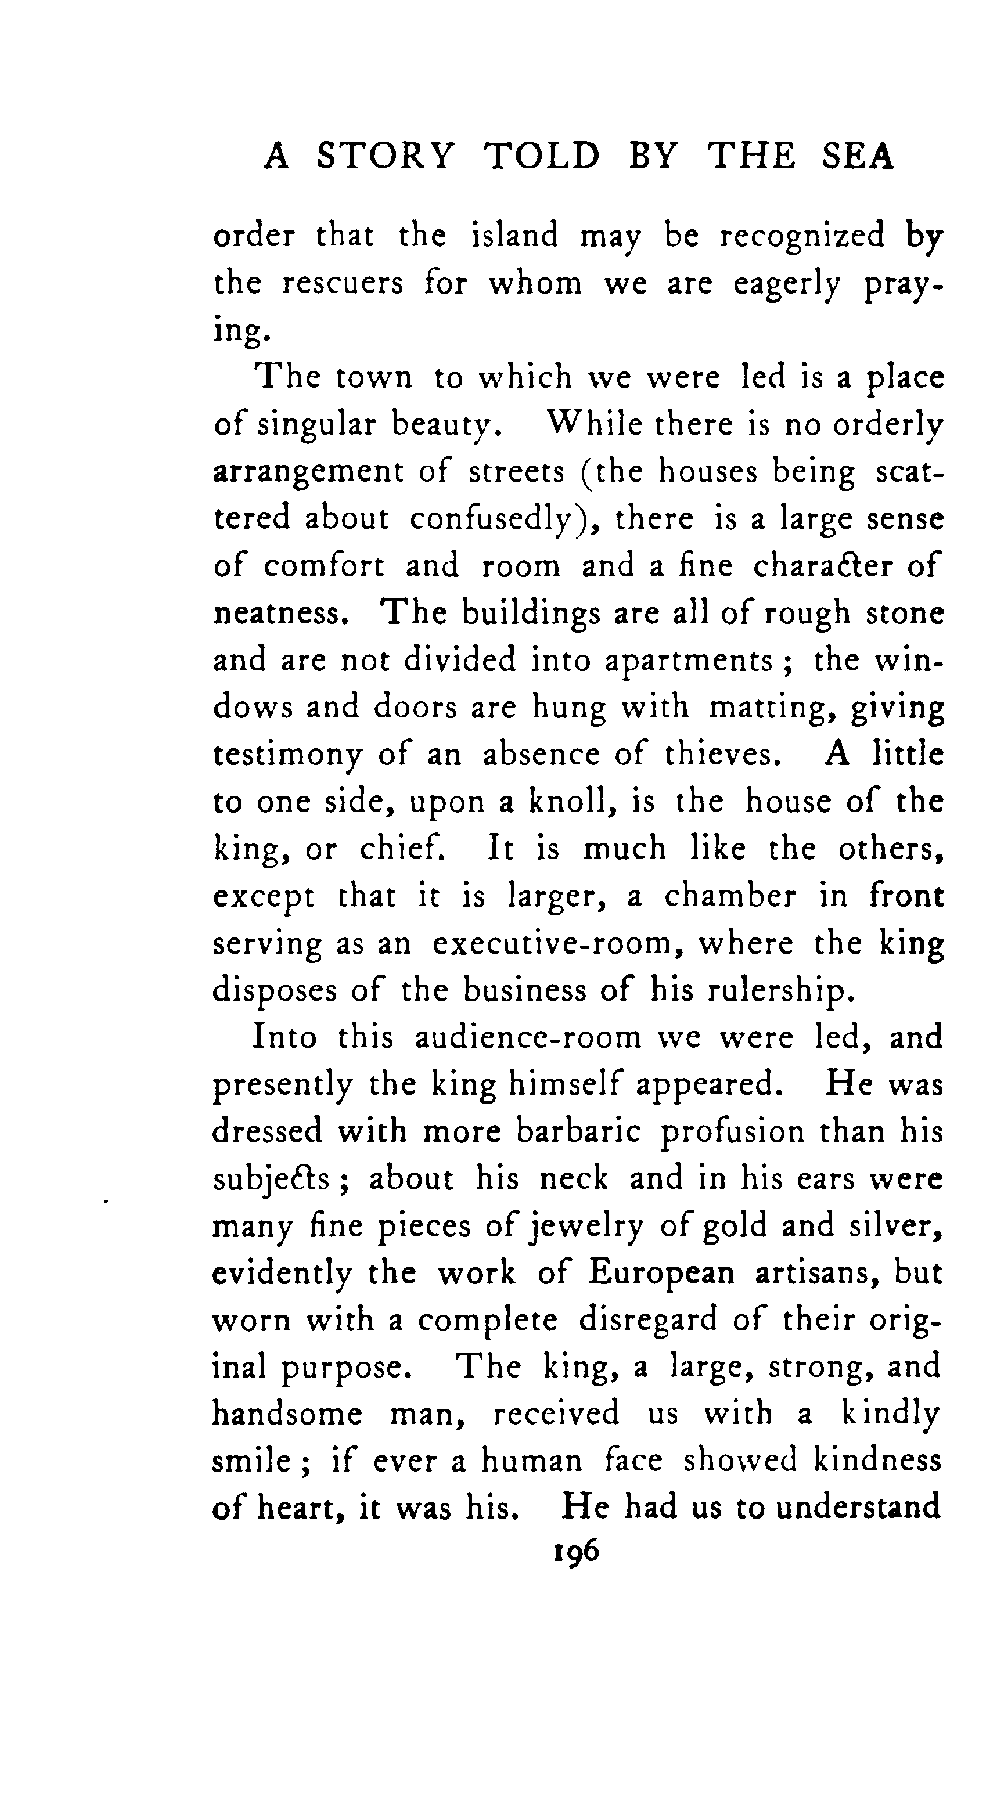 A STORY TOLD BY THE SEA
order that the island may be recognized by
the rescuers for whom we are eagerly pray-
ing.
The town to which we were led is a place
of singular beauty. While there is no orderly
arrangement of streets (the houses being scat-
tered about confusedly), there is a large sense
of comfort and room and a fine character of
neatness. The buildings are all of rough stone
and are not divided into apartments ; the win-
dows and doors are hung with matting, giving
testimony of an absence of thieves. A little
to one side, upon a knoll, is the house of the
king, or chief. It is much like the others,
except that it is larger, a chamber in front
serving as an executive-room, where the king
disposes of the business of his rulership.
Into this audience-room we were led, and
presently the king himself appeared. He was
dressed with more barbaric profusion than his
subjects ; about his neck and in his ears were
many fine pieces of jewelry of gold and silver,
evidently the work of European artisans, but
worn with a complete disregard of their orig-
inal purpose. The king, a large, strong, and
handsome man, received us with a kindly
smile ; if ever a human face showed kindness
of heart, it was his. He had us to understand
196